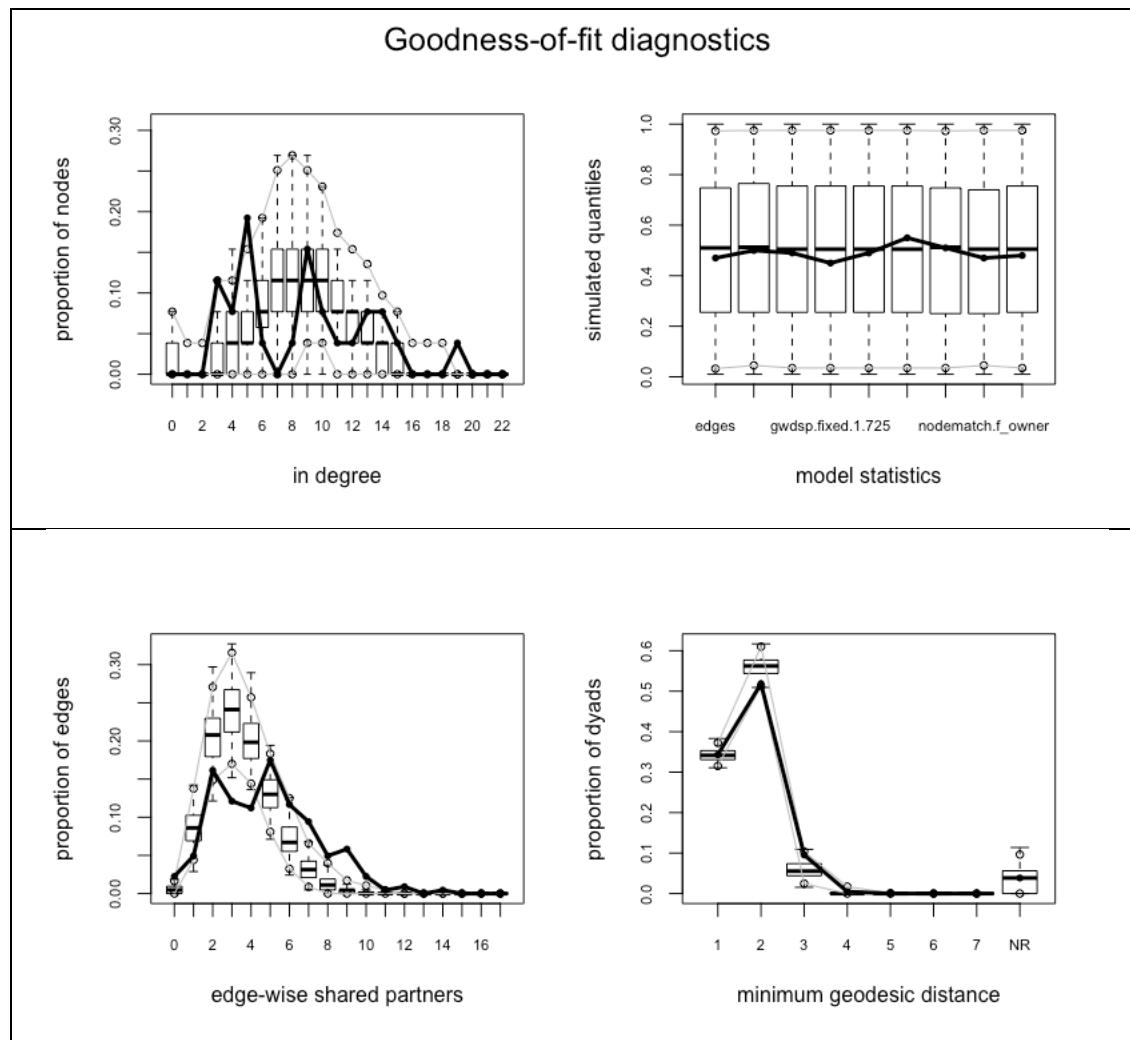 Goodness-of-fit diagnostics
proportion of nodes
0.00 0.10 0.20 0.30
0 2 4 6 8 10 12 14 16 18 20 22
in degree
simulated quantiles
0.0 0.2 0.4 0.6 0.8 1.0
edges gwdsp.fixed.1.725 nodematch.f_owner
model statistics
proportion of edges
0.00 0.10 0.20 0.30
0 2 4 6 8 10 12 14 16
edge-wise shared partners
proportion of dyads
0.0 0.1 0.2 0.3 0.4 0.5 0.6
1 2 3 4 5 6 7 NR
minimum geodesic distance